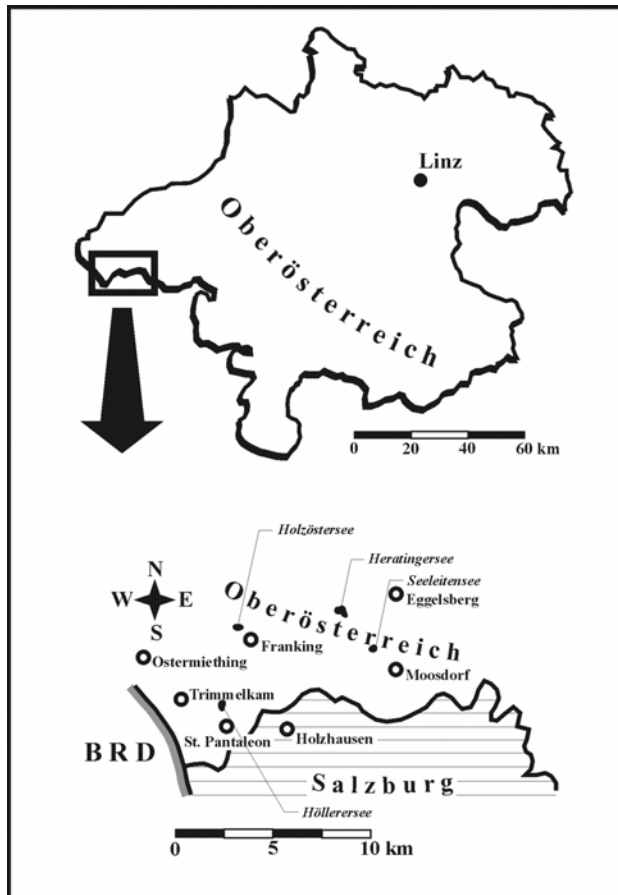 Linz
Oberösterreich
0 20 40 60 km
Holzöstersee
Heratingersee
N
Seeleitensee
W E
Eggelsberg
Oberösterreich
S
Franking
Ostermiething
Moosdorf
Trimmelkam
St. Pantaleon
Holzhausen
BRD
Salzburg
Höllerersee
0 5 10 km